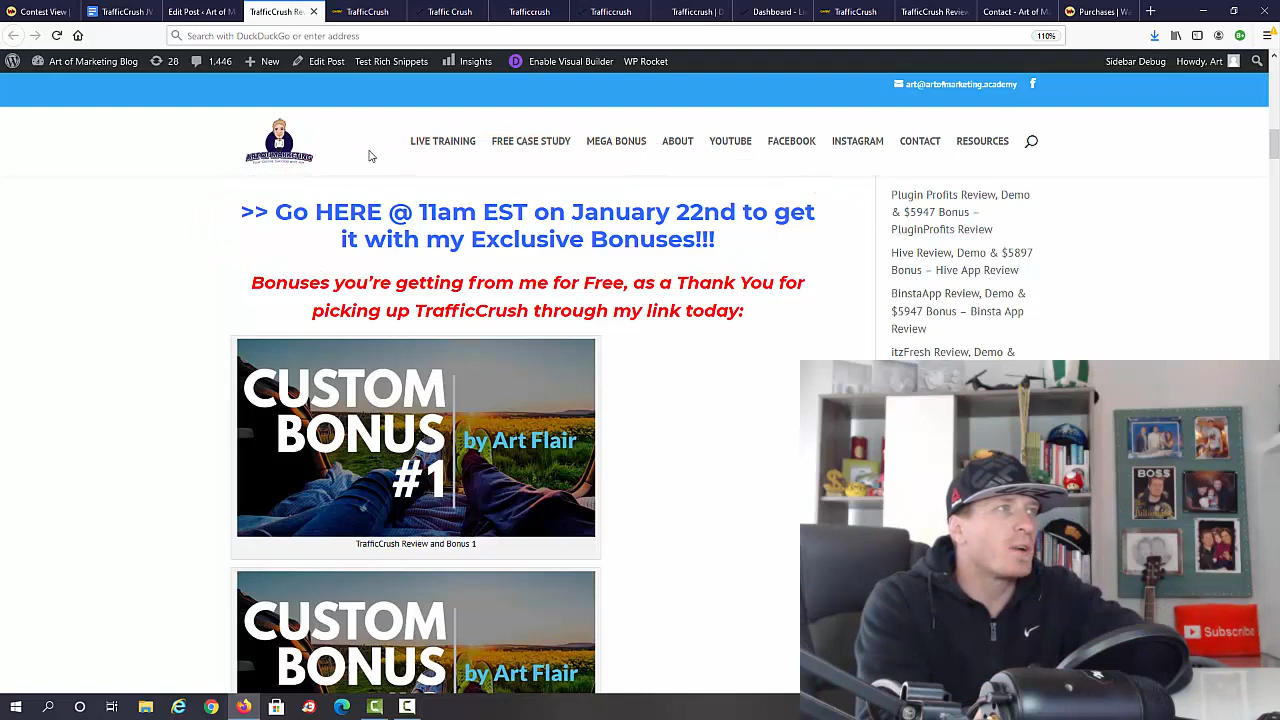 Contest View
TrafficCrush JV
Edit Post ‹ Art of M
TrafficCrush Re
TrafficCrush
Traffic Crush
Trafficcrush
Trafficcrush
Trafficcrush | D
Dashboard - L
TrafficCrush
TrafficCrush Review
Contact - Art of M
Purchases | Wa
Search with DuckDuckGo or enter address
110%
Art of Marketing Blog
28
1,446
New
Edit Post
Test Rich Snippets
Insights
Enable Visual Builder
WP Rocket
Sidebar Debug
Howdy, Art
art@artofmarketing.academy
LIVE TRAINING
FREE CASE STUDY
MEGA BONUS
ABOUT
YOUTUBE
FACEBOOK
INSTAGRAM
CONTACT
RESOURCES
>> Go HERE @ 11am EST on January 22nd to get
it with my Exclusive Bonuses!!!
Bonuses you're getting from me for Free, as a Thank You for
picking up TrafficCrush through my link today:
CUSTOM
BONUS
#1
by Art Flair
TrafficCrush Review and Bonus 1
CUSTOM
BONUS
by Art Flair
Plugin Profits Review, Demo
& $5947 Bonus –
PluginProfits Review
Hive Review, Demo & $5897
Bonus – Hive App Review
BinstaApp Review, Demo &
$5947 Bonus – Binsta App
Review
itzFresh Review, Demo &
BOSS
Subscribe